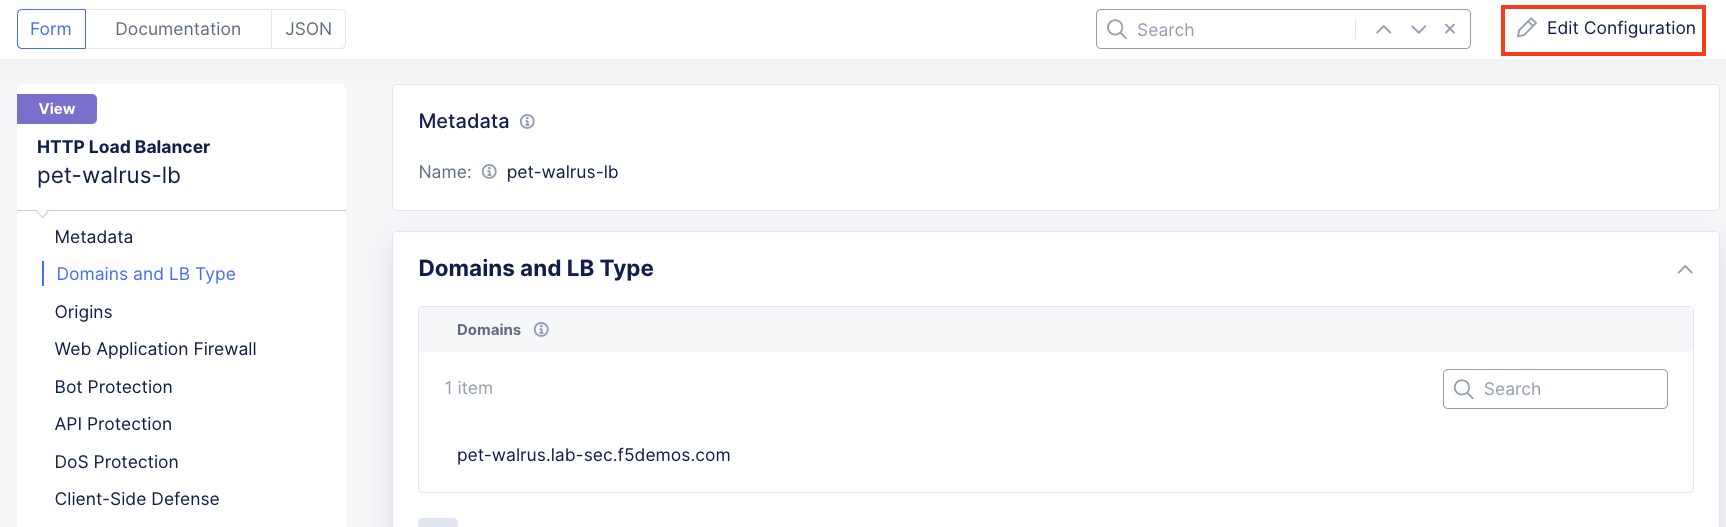 Form Documentation JSON Search Edit Configuration
View
HTTP Load Balancer
pet-walrus-lb
Metadata
Domains and LB Type
Origins
Web Application Firewall
Bot Protection
API Protection
DoS Protection
Client-Side Defense
Metadata
Name: pet-walrus-lb
Domains and LB Type
Domains
1 item Search
pet-walrus.lab-sec.f5demos.com